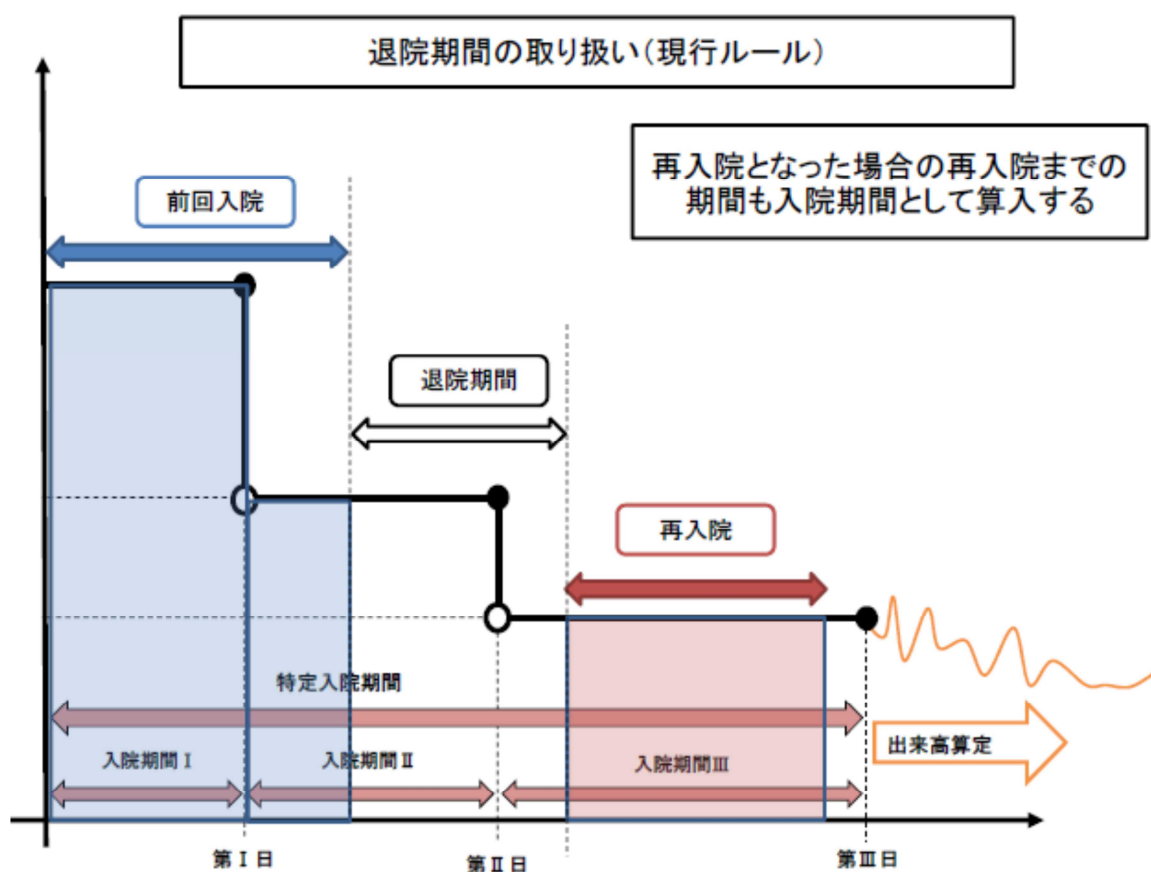 退院期間の取り扱い(現行ルール)
再入院となった場合の再入院までの
期間も入院期間として算入する
前回入院
退院期間
再入院
特定入院期間
入院期間Ⅰ
入院期間Ⅱ
入院期間Ⅲ
出来高算定
第Ⅰ日
第Ⅱ日
第Ⅲ日